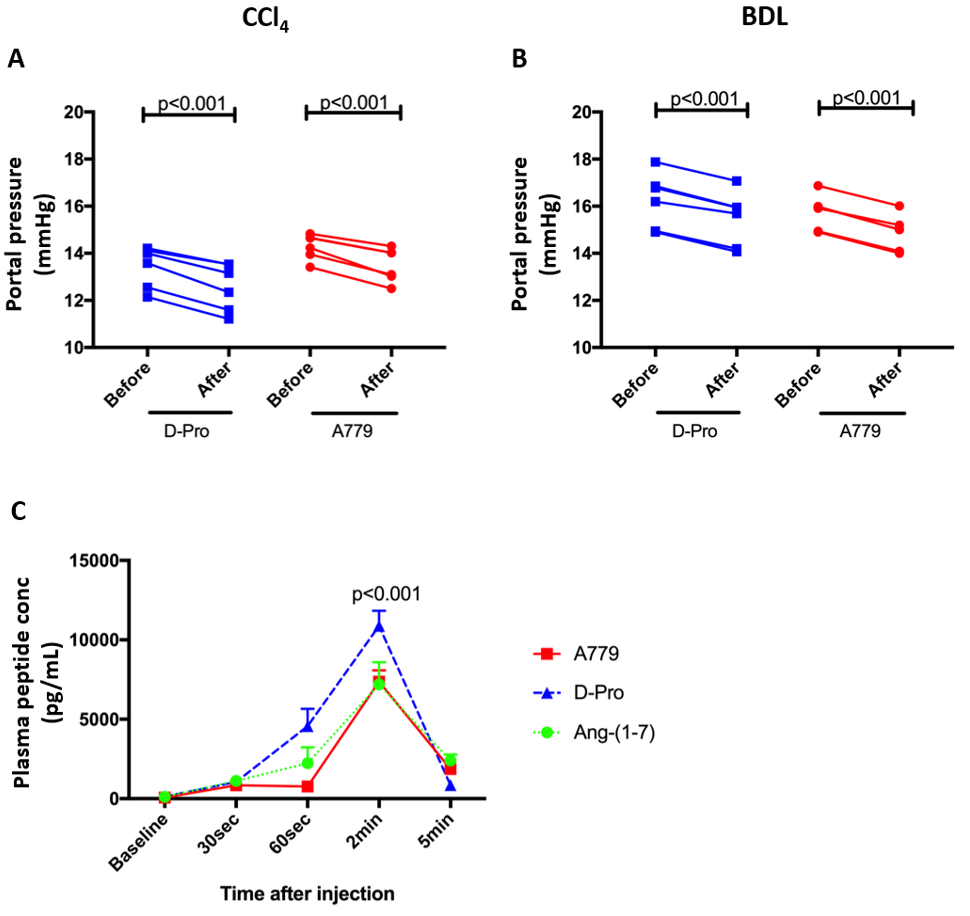 CCl4
BDL
A
B
p<0.001
p<0.001
p<0.001
p<0.001
20
18
16
14
12
10
Portal pressure
(mmHg)
Before
After
Before
After
D-Pro
A779
20
18
16
14
12
10
Portal pressure
(mmHg)
Before
After
Before
After
D-Pro
A779
C
15000
10000
5000
0
Plasma peptide conc
(pg/mL)
p<0.001
Baseline
30sec
60sec
2min
5min
Time after injection
A779
D-Pro
Ang-(1-7)